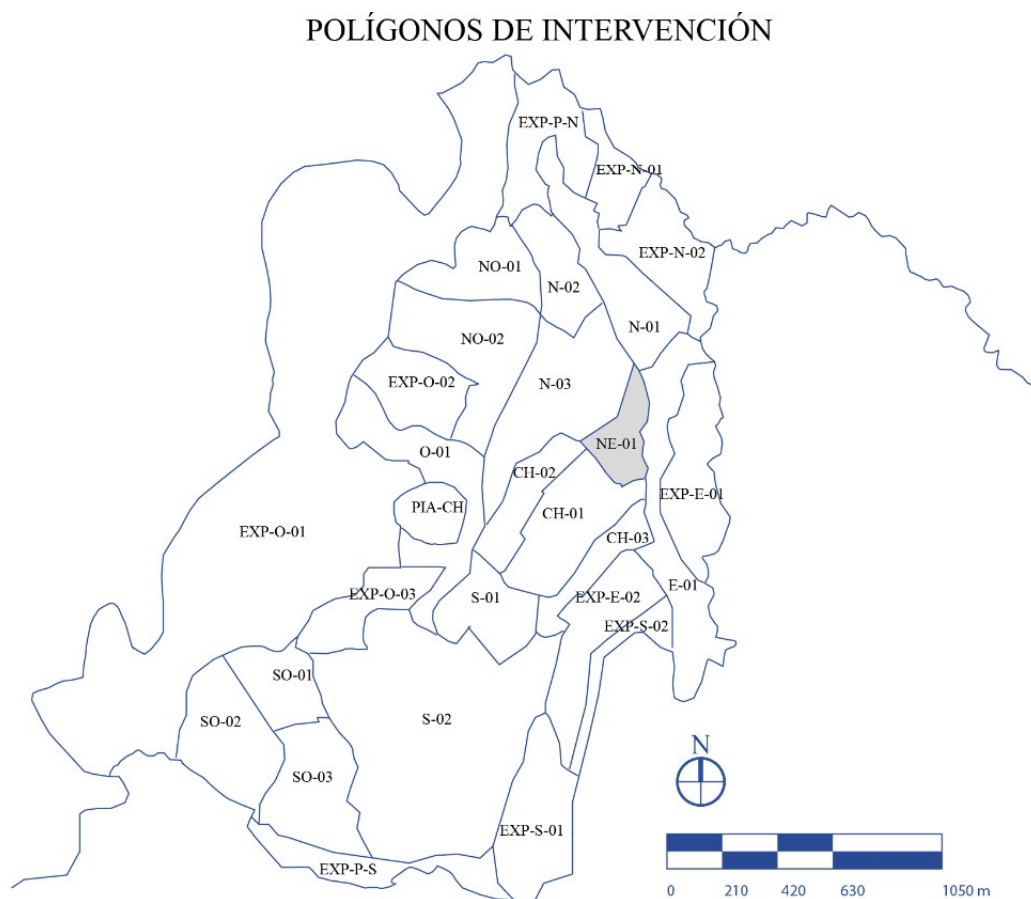 POLÍGONOS DE INTERVENCIÓN
EXP-P-N
EXP-N-01
EXP-N-02
NO-01
N-02
N-01
NO-02
EXP-O-02
N-03
NE-01
O-01
CH-02
EXP-E-01
PIA-CH
CH-01
EXP-O-01
CH-03
E-01
EXP-O-03
S-01
EXP-E-02
EXP-S-02
SO-01
SO-02
S-02
N
SO-03
EXP-S-01
EXP-P-S
0 210 420 630 1050 m